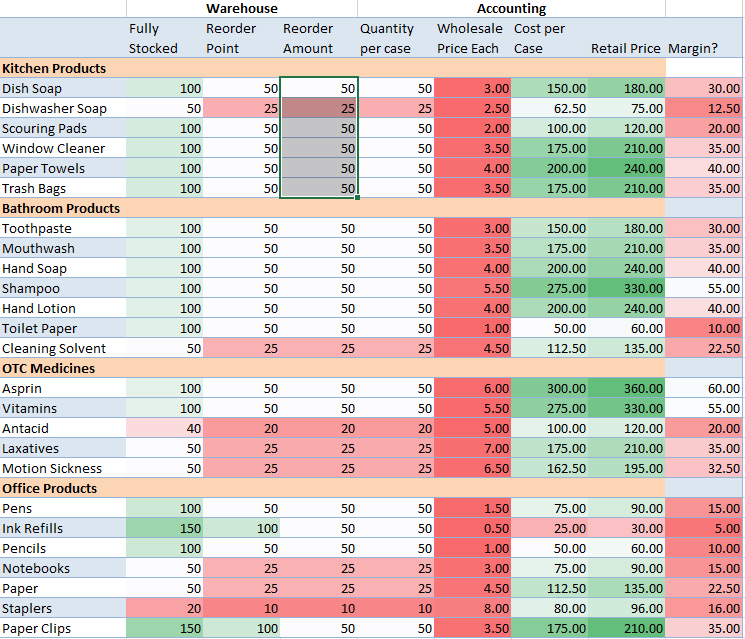 Warehouse Accounting
Fully Reorder Reorder Quantity Wholesale Cost per
Stocked Point Amount per case Price Each Case Retail Price Margin?
Kitchen Products
Dish Soap 100 50 50 50 3.00 150.00 180.00 30.00
Dishwasher Soap 50 25 25 25 2.50 62.50 75.00 12.50
Scouring Pads 100 50 50 50 2.00 100.00 120.00 20.00
Window Cleaner 100 50 50 50 3.50 175.00 210.00 35.00
Paper Towels 100 50 50 50 4.00 200.00 240.00 40.00
Trash Bags 100 50 50 50 3.50 175.00 210.00 35.00
Bathroom Products
Toothpaste 100 50 50 50 3.00 150.00 180.00 30.00
Mouthwash 100 50 50 50 3.50 175.00 210.00 35.00
Hand Soap 100 50 50 50 4.00 200.00 240.00 40.00
Shampoo 100 50 50 50 5.50 275.00 330.00 55.00
Hand Lotion 100 50 50 50 4.00 200.00 240.00 40.00
Toilet Paper 100 50 50 50 1.00 50.00 60.00 10.00
Cleaning Solvent 50 25 25 25 4.50 112.50 135.00 22.50
OTC Medicines
Asprin 100 50 50 50 6.00 300.00 360.00 60.00
Vitamins 100 50 50 50 5.50 275.00 330.00 55.00
Antacid 40 20 20 20 5.00 100.00 120.00 20.00
Laxatives 50 25 25 25 7.00 175.00 210.00 35.00
Motion Sickness 50 25 25 25 6.50 162.50 195.00 32.50
Office Products
Pens 100 50 50 50 1.50 75.00 90.00 15.00
Ink Refills 150 100 50 50 0.50 25.00 30.00 5.00
Pencils 100 50 50 50 1.00 50.00 60.00 10.00
Notebooks 50 25 25 25 3.00 75.00 90.00 15.00
Paper 50 25 25 25 4.50 112.50 135.00 22.50
Staplers 20 10 10 10 8.00 80.00 96.00 16.00
Paper Clips 150 100 50 50 3.50 175.00 210.00 35.00